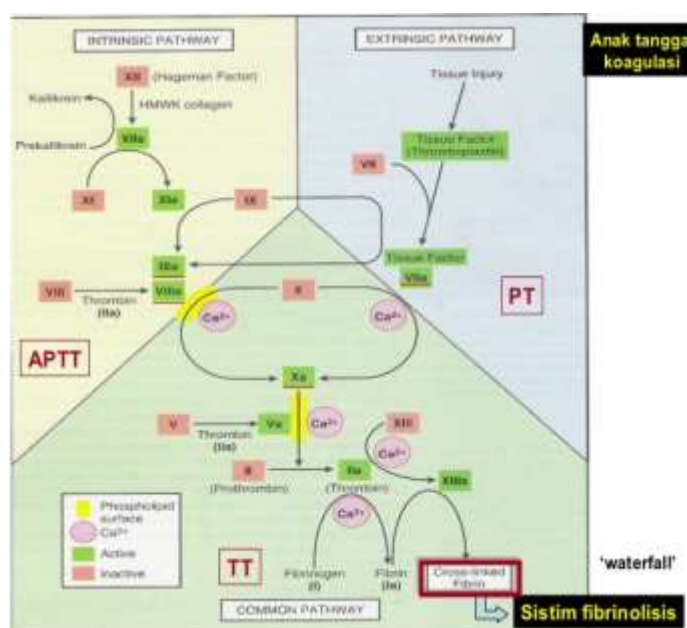 INTRINSIC PATHWAY
EXTRINSIC PATHWAY
Anak tangga
koagulasi
XII (Hageman Factor)
Tissue Injury
Kallikrein
HMWK collagen
XIIa
Prekallikrein
Tissue Factor
(Thromboplastin)
VII
XI
XIa
IX
IXa
Tissue Factor
VIIa
VIII
VIIIa
Thrombin
(IIa)
X
Ca2+
Ca2+
PT
APTT
Xa
V
Va
Ca2+
XIII
Thrombin
(IIa)
Ca2+
II
IIa
XIIIa
(Prothrombin)
(Thrombin)
Phospholipid
surface
Ca2+
Ca2+
Active
Inactive
TT
Fibrinogen
(I)
Fibrin
(Ia)
Cross-linked
Fibrin
'waterfall'
COMMON PATHWAY
Sistim fibrinolisis